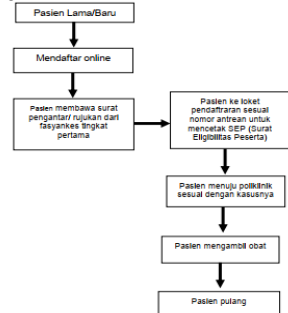 Pasien Lama/Baru
Mendaftar online
Pasien membawa surat
pengantar/ rujukan dari
fasyankes tingkat
pertama
Pasien ke loket
pendaftraran sesuai
nomor antrean untuk
mencetak SEP (Surat
Eligibilitas Peserta)
Pasien menuju poliklinik
sesuai dengan kasusnya
Pasien mengambil obat
Pasien pulang